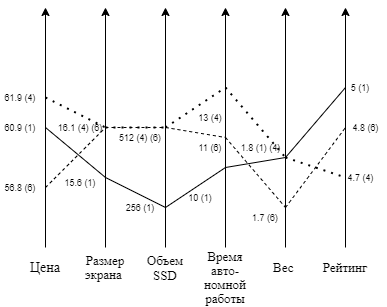 5 (1)
61.9 (4)
13 (4)
60.9 (1)
16.1 (4) (6)
512 (4) (6)
4.8 (6)
11 (6)
1.8 (1) (4)
56.8 (6)
15.6 (1)
4.7 (4)
256 (1)
10 (1)
1.7 (6)
Цена
Размер
экрана
Объем
SSD
Время
авто-
номной
работы
Вес
Рейтинг